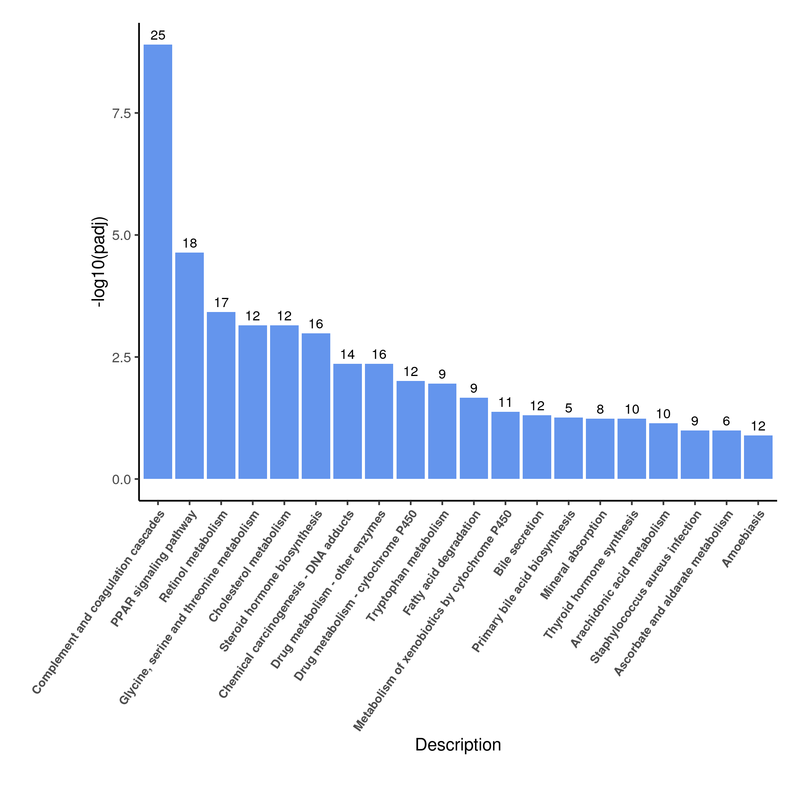 25
18
17
12
12
16
14
16
12
9
9
11
12
5
8
10
10
9
6
12
-log10(padj)
7.5
5.0
2.5
0.0
Complement and coagulation cascades
PPAR signaling pathway
Retinol metabolism
Glycine, serine and threonine metabolism
Cholesterol metabolism
Steroid hormone biosynthesis
Chemical carcinogenesis - DNA adducts
Drug metabolism - other enzymes
Drug metabolism - cytochrome P450
Tryptophan metabolism
Fatty acid degradation
Metabolism of xenobiotics by cytochrome P450
Bile secretion
Primary bile acid biosynthesis
Mineral absorption
Thyroid hormone synthesis
Arachidonic acid metabolism
Staphylococcus aureus infection
Ascorbate and aldarate metabolism
Amoebiasis
Description